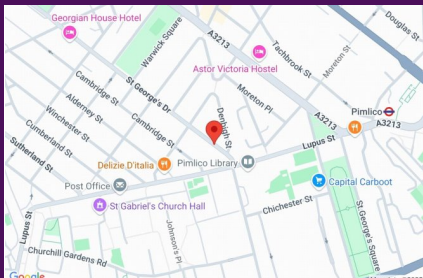 Georgian House Hotel
Douglas St
A3213
Warwick Square
Tachbrook St
Moreton St
Astor Victoria Hostel
St George's Dr
Cambridge St
Moreton Pl
Alderney St
Denbigh St
Pimlico
A3213
Winchester St
Cambridge St
Cumberland St
Lupus St
Sutherland St
Delizie D'italia
Pimlico Library
Post Office
Capital Carboot
St Gabriel's Church Hall
Chichester St
Lupus St
Johnson's Pl
St George's Square
Churchill Gardens Rd
Google